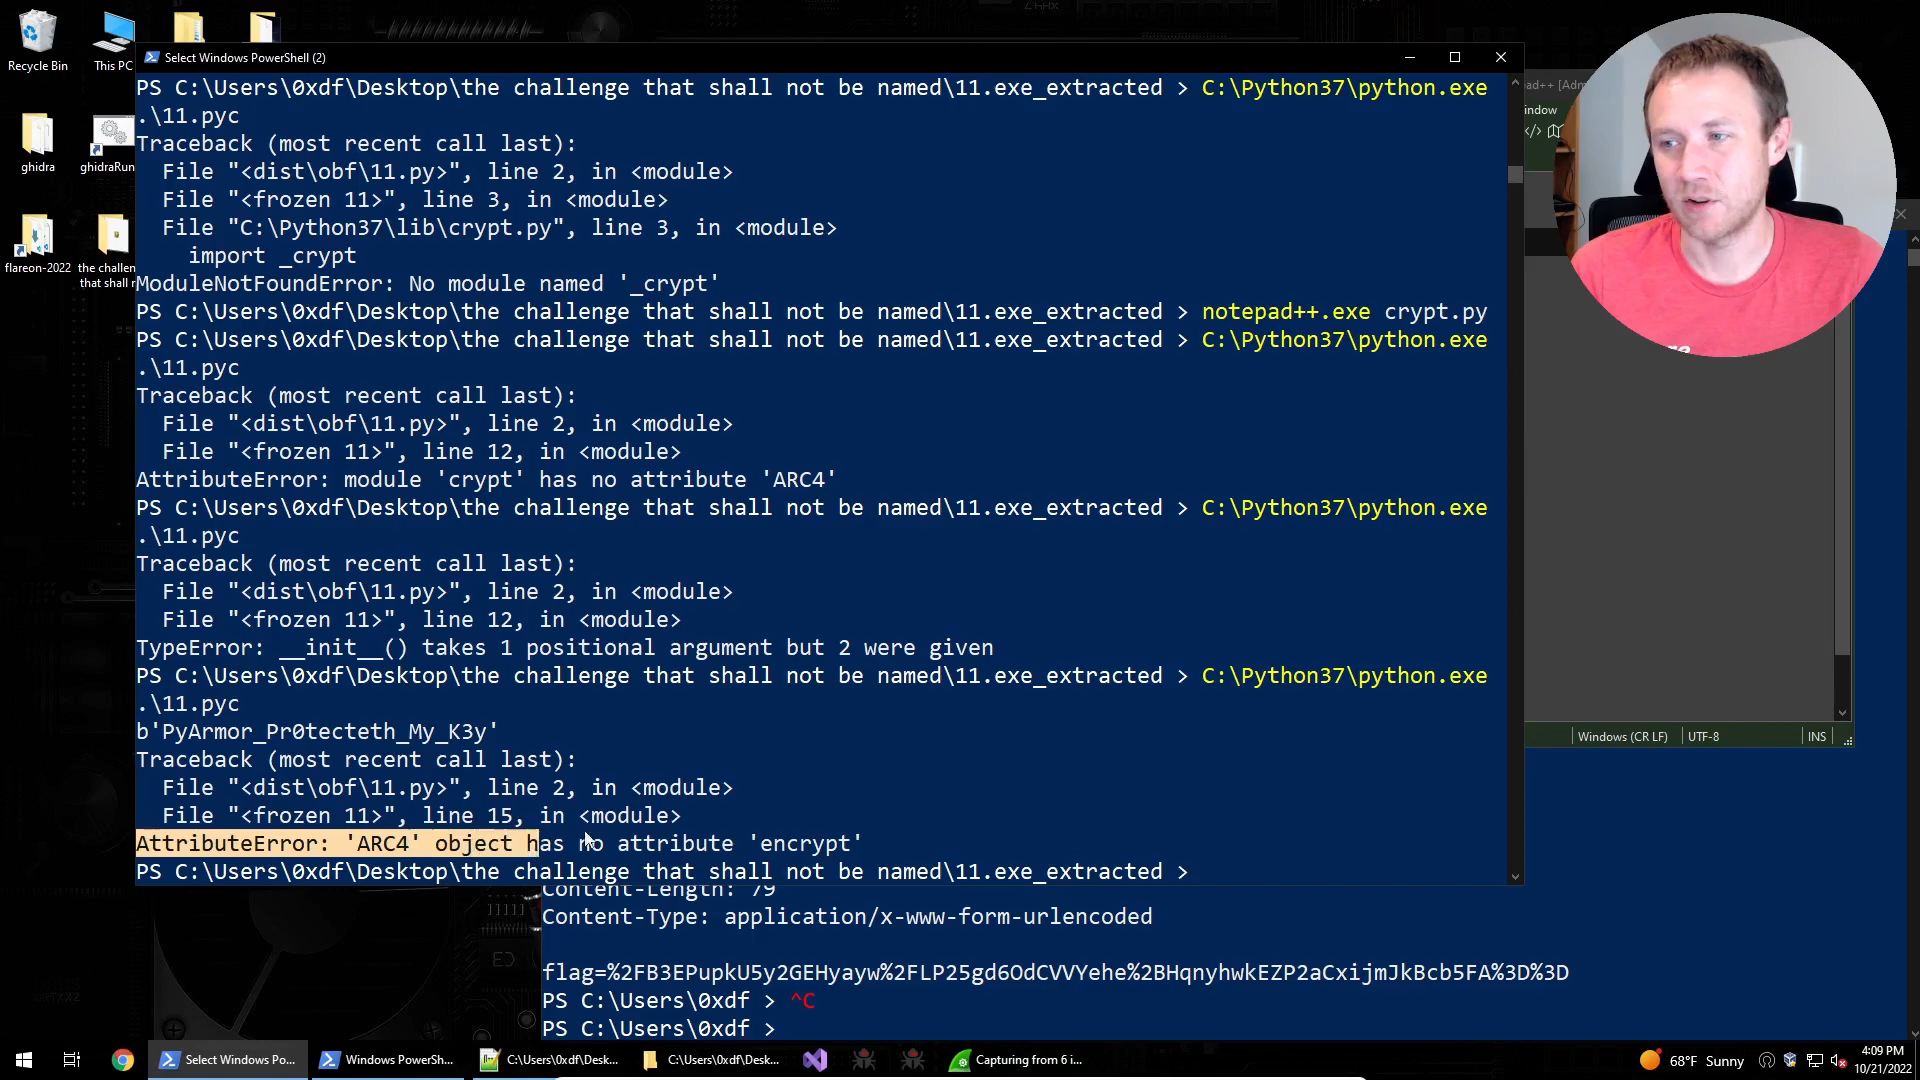 Recycle Bin
This PC
ghidra
ghidraRun
flareon-2022
the challen
that shall n
Select Windows PowerShell (2)
PS C:\Users\0xdf\Desktop\the challenge that shall not be named\11.exe_extracted > C:\Python37\python.exe
.\11.pyc
Traceback (most recent call last):
  File "<dist\obf\11.py>", line 2, in <module>
  File "<frozen 11>", line 3, in <module>
  File "C:\Python37\lib\crypt.py", line 3, in <module>
    import _crypt
ModuleNotFoundError: No module named '_crypt'
PS C:\Users\0xdf\Desktop\the challenge that shall not be named\11.exe_extracted > notepad++.exe crypt.py
PS C:\Users\0xdf\Desktop\the challenge that shall not be named\11.exe_extracted > C:\Python37\python.exe
.\11.pyc
Traceback (most recent call last):
  File "<dist\obf\11.py>", line 2, in <module>
  File "<frozen 11>", line 12, in <module>
AttributeError: module 'crypt' has no attribute 'ARC4'
PS C:\Users\0xdf\Desktop\the challenge that shall not be named\11.exe_extracted > C:\Python37\python.exe
.\11.pyc
Traceback (most recent call last):
  File "<dist\obf\11.py>", line 2, in <module>
  File "<frozen 11>", line 12, in <module>
TypeError: __init__() takes 1 positional argument but 2 were given
PS C:\Users\0xdf\Desktop\the challenge that shall not be named\11.exe_extracted > C:\Python37\python.exe
.\11.pyc
b'PyArmor_Pr0tecteth_My_K3y'
Traceback (most recent call last):
  File "<dist\obf\11.py>", line 2, in <module>
  File "<frozen 11>", line 15, in <module>
AttributeError: 'ARC4' object has no attribute 'encrypt'
PS C:\Users\0xdf\Desktop\the challenge that shall not be named\11.exe_extracted >
pad++ [Adm
indow
Windows (CR LF) UTF-8 INS
Content-Length: 79
Content-Type: application/x-www-form-urlencoded
flag=%2FB3EPupkU5y2GEHyayw%2FLP25gd6OdCVVYehe%2BHqnyhwkEZP2aCxijmJkBcb5FA%3D%3D
PS C:\Users\0xdf > ^C
PS C:\Users\0xdf >
Select Windows Po...
Windows PowerShe...
C:\Users\0xdf\Desk...
C:\Users\0xdf\Desk...
Capturing from 6 i...
68°F Sunny
4:09 PM
10/21/2022